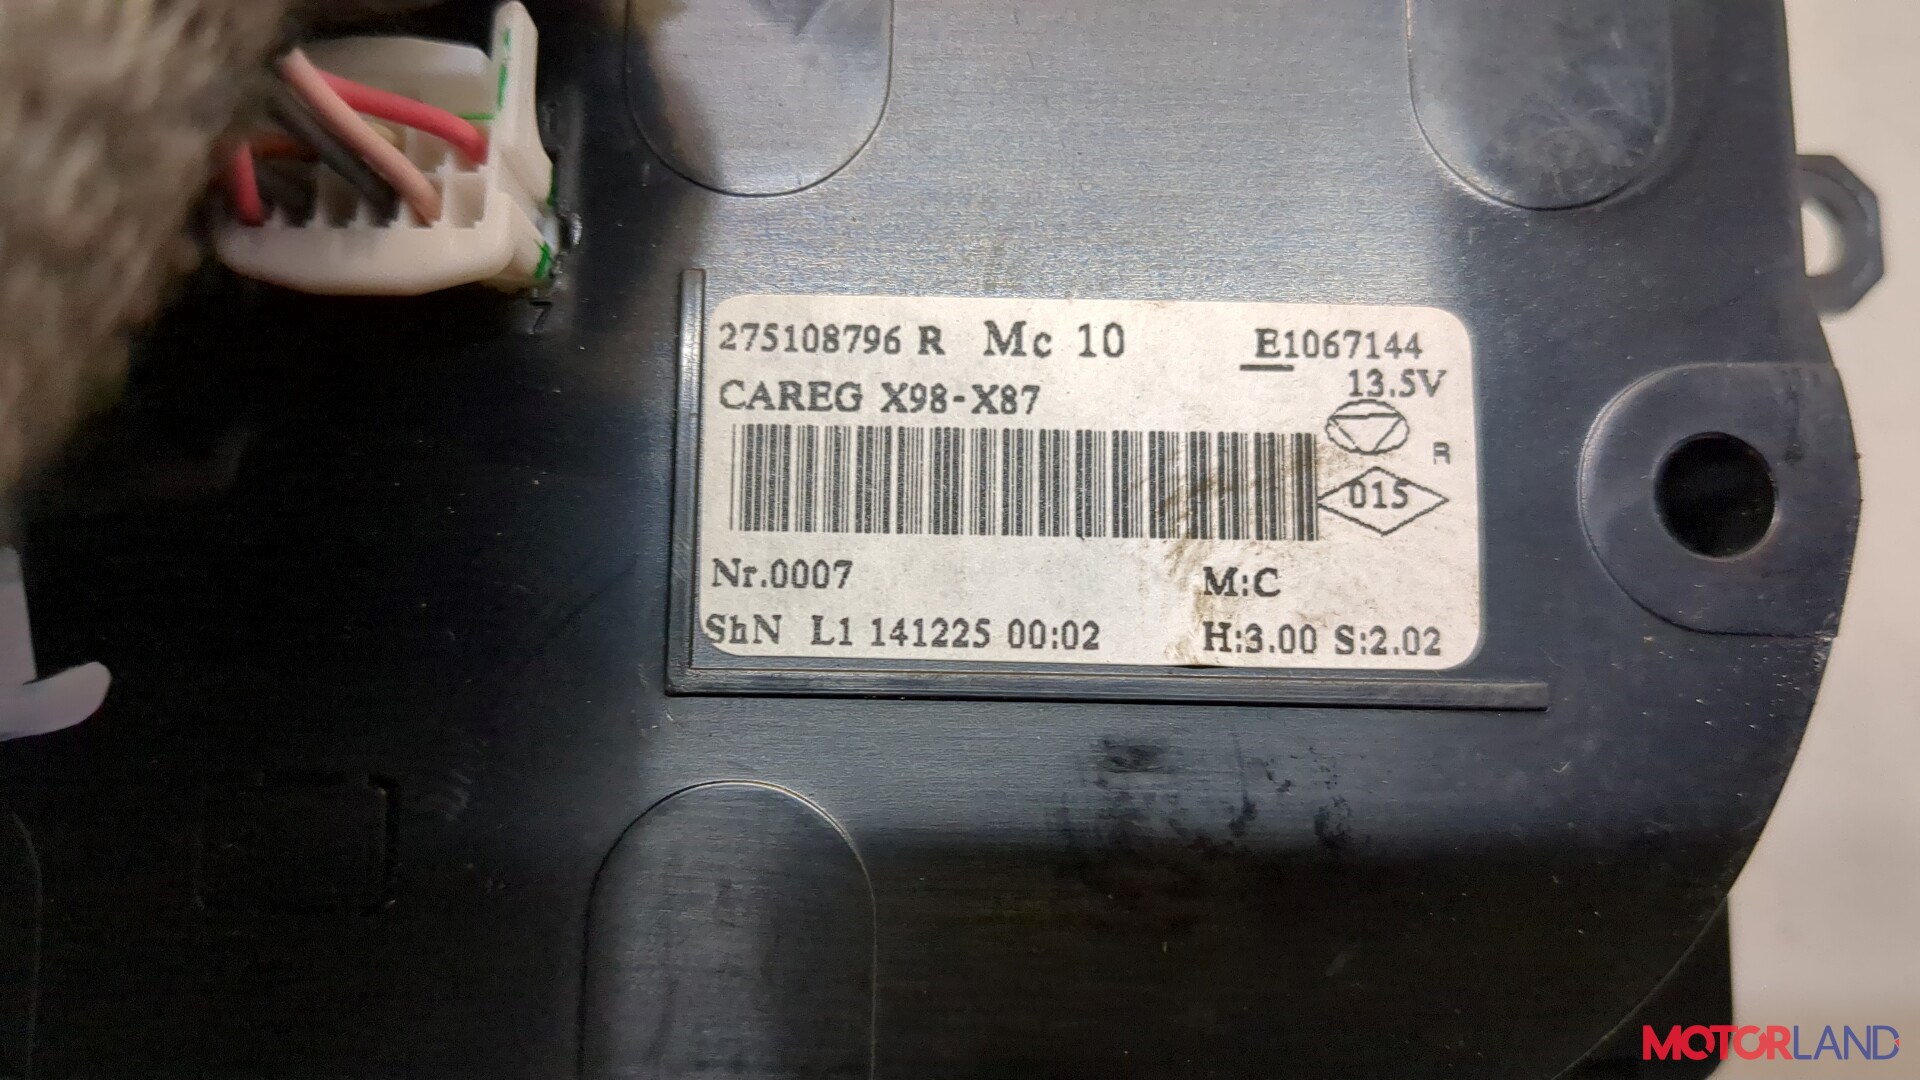 275108796 R Mc 10 E1067144
13.5V
CAREG X98-X87
R
015
Nr.0007 M:C
ShN L1 141225 00:02 H:3.00 S:2.02
7
MOTORLAND